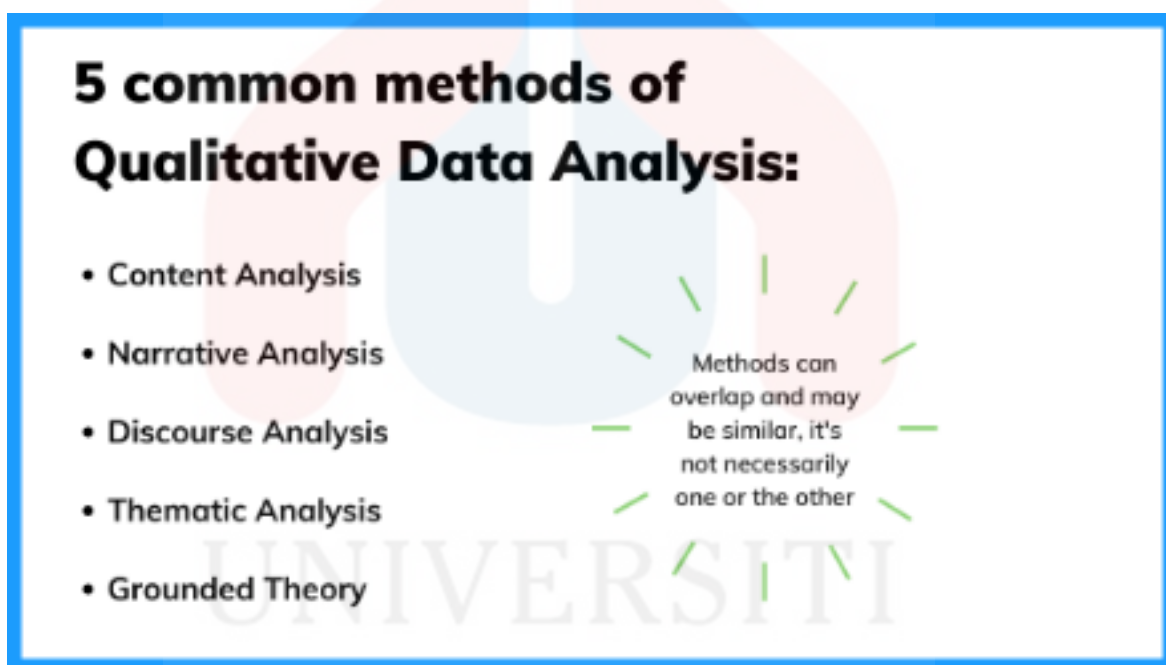 5 common methods of
Qualitative Data Analysis:
• Content Analysis
• Narrative Analysis
• Discourse Analysis
• Thematic Analysis
• Grounded Theory
Methods can
overlap and may
be similar, it's
not necessarily
one or the other
UNIVERSITI